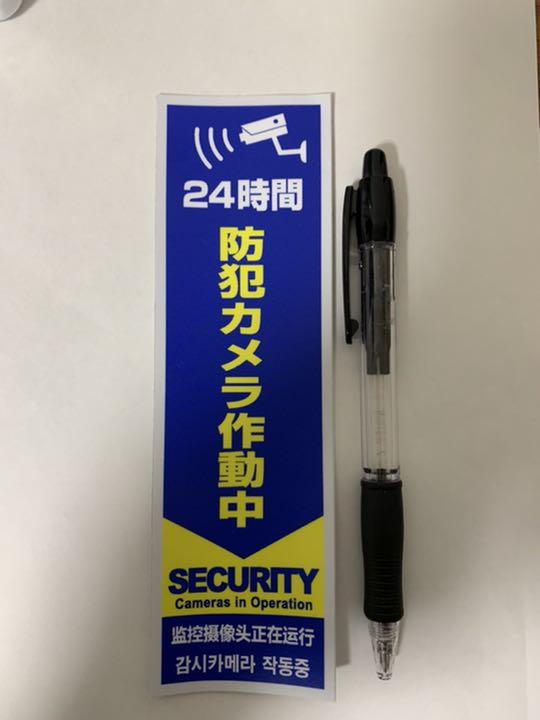 24時間
防犯カメラ作動中
SECURITY
Cameras in Operation
监控摄像头正在运行
감시카메라 작동중